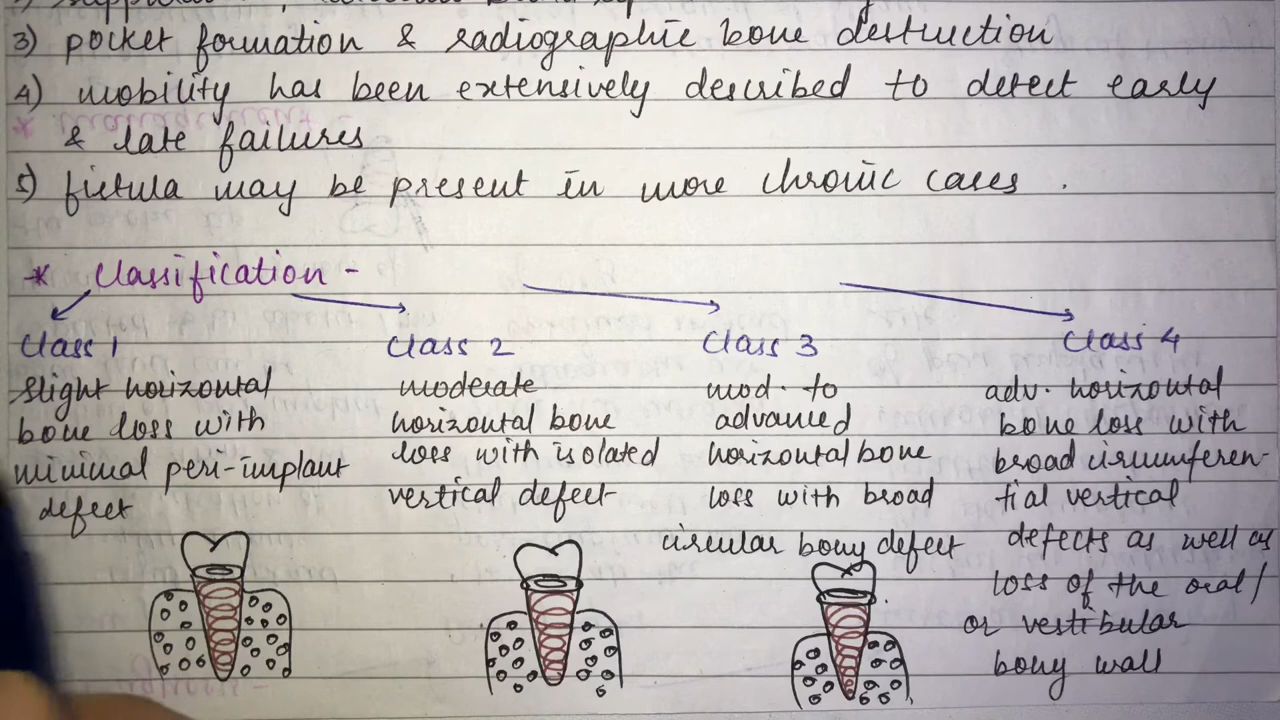 3) pocket formation & radiographic bone destruction
4) mobility has been extensively described to detect early
& late failures
5) fistula may be present in more chronic cases .
* Classification -
Class 1
slight horizontal
bone loss with
minimal peri-implant
defect
Class 2
moderate
horizontal bone
loss with isolated
vertical defect
Class 3
mod. to
advanced
horizontal bone
loss with broad
circular bony defect
Class 4
adv. horizontal
bone loss with
broad circumferen-
tial vertical
defects as well as
loss of the oral/
or vestibular
bony wall